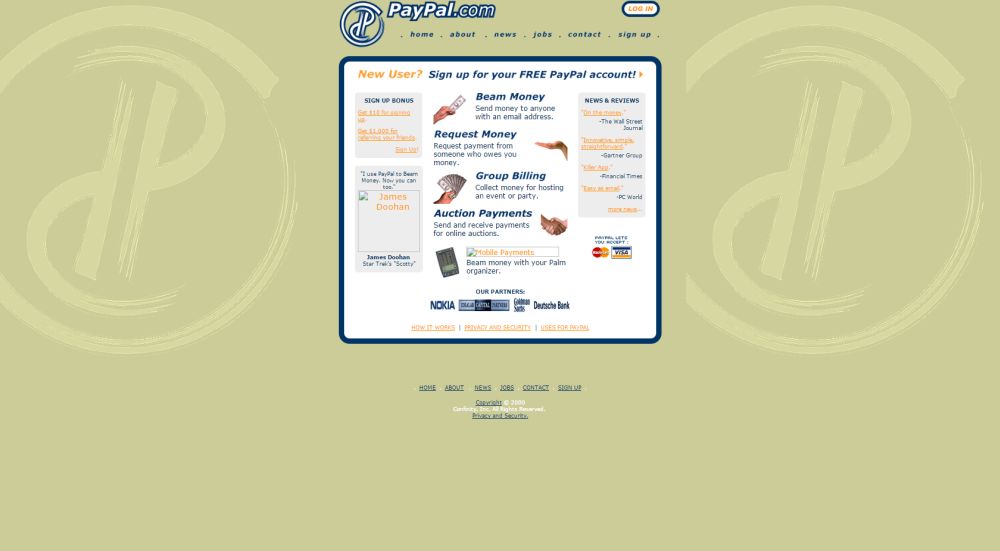 PayPal.com
LOG IN
. home . about . news . jobs . contact . sign up .
New User? Sign up for your FREE PayPal account!
SIGN UP BONUS
Get $10 for signing
up.
Get $1,000 for
referring your friends.
Sign Up!
"I use PayPal to Beam
Money. Now you can
too."
James
Doohan
James Doohan
Star Trek's "Scotty"
Beam Money
Send money to anyone
with an email address.
Request Money
Request payment from
someone who owes you
money.
Group Billing
Collect money for hosting
an event or party.
Auction Payments
Send and receive payments
for online auctions.
Mobile Payments
Beam money with your Palm
organizer.
OUR PARTNERS:
NOKIA
CAPITAL
Goldman
Sachs
Deutsche Bank
HOW IT WORKS | PRIVACY AND SECURITY | USES FOR PAYPAL
NEWS & REVIEWS
"On the money."
-The Wall Street
Journal
"Innovative, simple,
straightforward."
-Gartner Group
"Killer App."
-Financial Times
"Easy as email."
-PC World
more news...
PAYPAL LETS
YOU ACCEPT :
MasterCard
VISA
HOME ABOUT NEWS JOBS CONTACT SIGN UP
Copyright © 2000
Confinity, Inc. All Rights Reserved.
Privacy and Security.